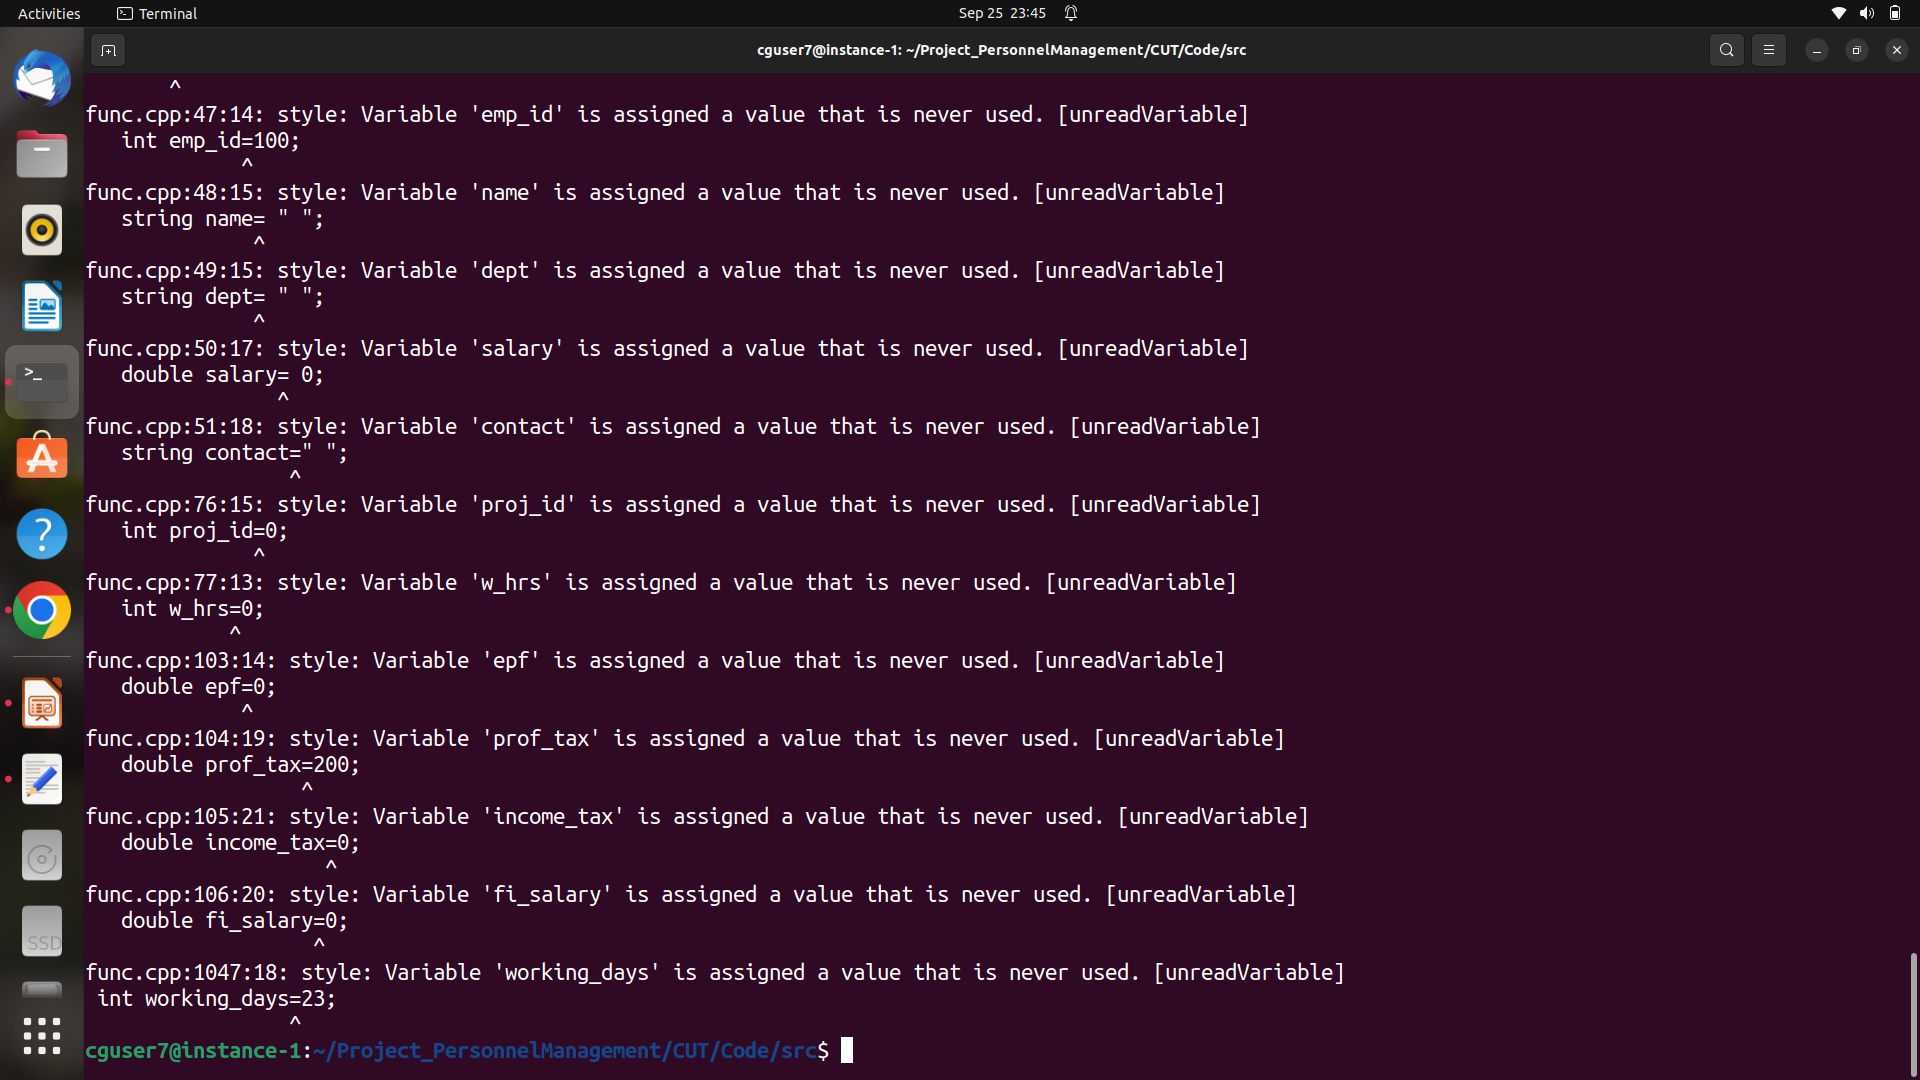 Activities
Terminal
Sep 25 23:45
cguser7@instance-1: ~/Project_PersonnelManagement/CUT/Code/src
^
func.cpp:47:14: style: Variable 'emp_id' is assigned a value that is never used. [unreadVariable]
   int emp_id=100;
             ^
func.cpp:48:15: style: Variable 'name' is assigned a value that is never used. [unreadVariable]
   string name= " ";
              ^
func.cpp:49:15: style: Variable 'dept' is assigned a value that is never used. [unreadVariable]
   string dept= " ";
              ^
func.cpp:50:17: style: Variable 'salary' is assigned a value that is never used. [unreadVariable]
   double salary= 0;
                ^
func.cpp:51:18: style: Variable 'contact' is assigned a value that is never used. [unreadVariable]
   string contact=" ";
                 ^
func.cpp:76:15: style: Variable 'proj_id' is assigned a value that is never used. [unreadVariable]
   int proj_id=0;
              ^
func.cpp:77:13: style: Variable 'w_hrs' is assigned a value that is never used. [unreadVariable]
   int w_hrs=0;
            ^
func.cpp:103:14: style: Variable 'epf' is assigned a value that is never used. [unreadVariable]
   double epf=0;
             ^
func.cpp:104:19: style: Variable 'prof_tax' is assigned a value that is never used. [unreadVariable]
   double prof_tax=200;
                  ^
func.cpp:105:21: style: Variable 'income_tax' is assigned a value that is never used. [unreadVariable]
   double income_tax=0;
                    ^
func.cpp:106:20: style: Variable 'fi_salary' is assigned a value that is never used. [unreadVariable]
   double fi_salary=0;
                   ^
func.cpp:1047:18: style: Variable 'working_days' is assigned a value that is never used. [unreadVariable]
 int working_days=23;
                 ^
cguser7@instance-1:~/Project_PersonnelManagement/CUT/Code/src$
SSD